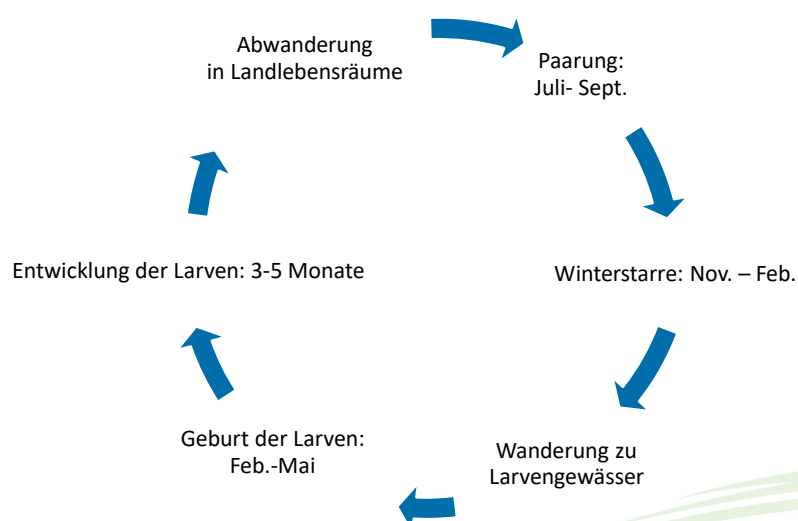 Abwanderung
in Landlebensräume
Paarung:
Juli- Sept.
Winterstarre: Nov. – Feb.
Wanderung zu
Larvengewässer
Geburt der Larven:
Feb.-Mai
Entwicklung der Larven: 3-5 Monate